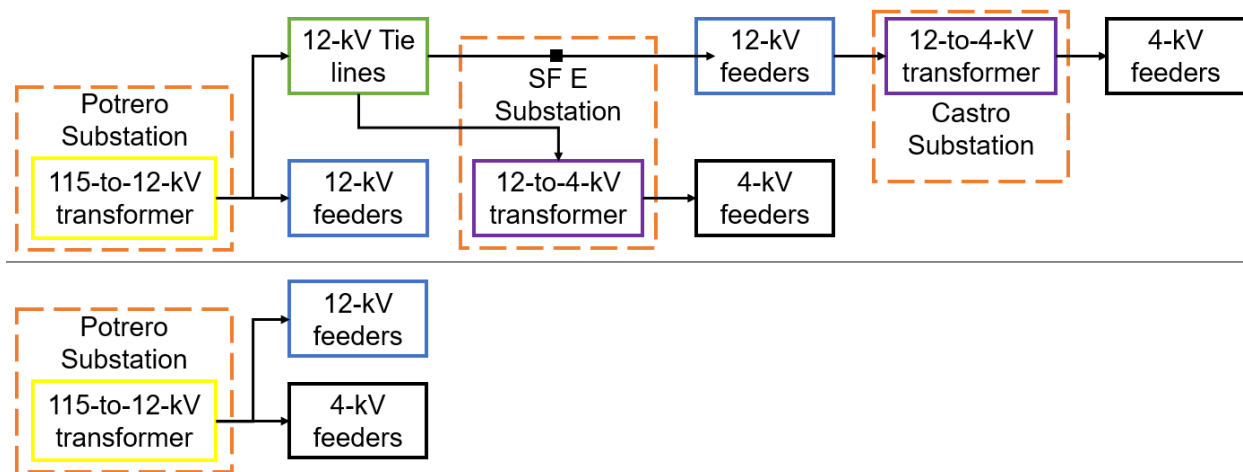 12-kV Tie
lines
12-kV
feeders
12-to-4-kV
transformer
4-kV
feeders
SF E
Substation
Castro
Substation
Potrero
Substation
115-to-12-kV
transformer
12-kV
feeders
12-to-4-kV
transformer
4-kV
feeders
12-kV
feeders
Potrero
Substation
115-to-12-kV
transformer
4-kV
feeders